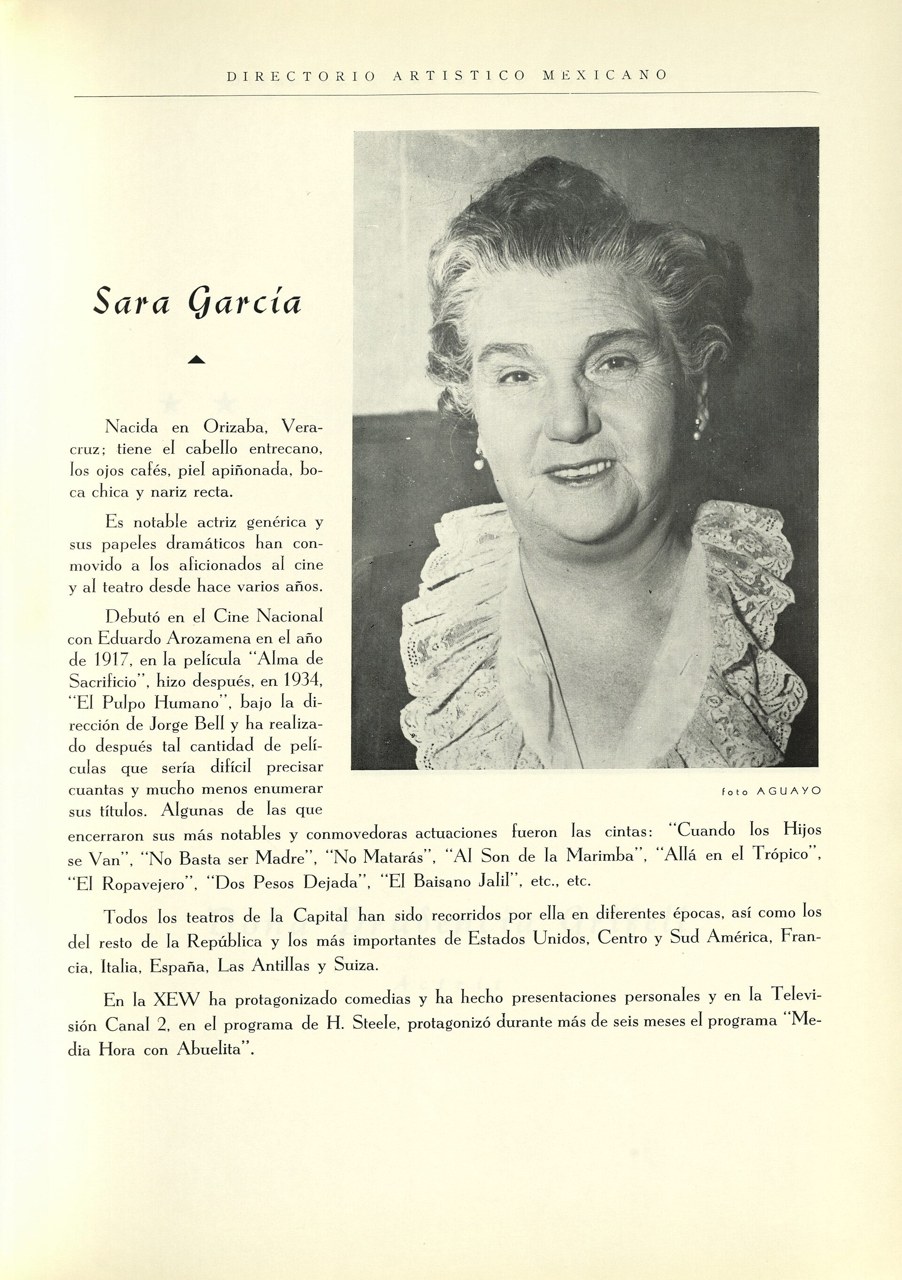 DIRECTORIO ARTISTICO MEXICANO
Sara García
Nacida en Orizaba, Vera-
cruz; tiene el cabello entrecano,
los ojos cafés, piel apiñonada, bo-
ca chica y nariz recta.
Es notable actriz genérica y
sus papeles dramáticos han con-
movido a los aficionados al cine
y al teatro desde hace varios años.
Debutó en el Cine Nacional
con Eduardo Arozamena en el año
de 1917, en la película “Alma de
Sacrificio”, hizo después, en 1934,
“El Pulpo Humano”, bajo la di-
rección de Jorge Bell y ha realiza-
do después tal cantidad de pelí-
culas que sería difícil precisar
cuantas y mucho menos enumerar
sus títulos. Algunas de las que
foto AGUAYO
encerraron sus más notables y conmovedoras actuaciones fueron las cintas: “Cuando los Hijos
se Van”, “No Basta ser Madre”, “No Matarás”, “Al Son de la Marimba”, “Allá en el Trópico”,
“El Ropavejero”, “Dos Pesos Dejada”, “El Baisano Jalil”, etc., etc.
Todos los teatros de la Capital han sido recorridos por ella en diferentes épocas, así como los
del resto de la República y los más importantes de Estados Unidos, Centro y Sud América, Fran-
cia, Italia, España, Las Antillas y Suiza.
En la XEW ha protagonizado comedias y ha hecho presentaciones personales y en la Televi-
sión Canal 2, en el programa de H. Steele, protagonizó durante más de seis meses el programa “Me-
dia Hora con Abuelita”.